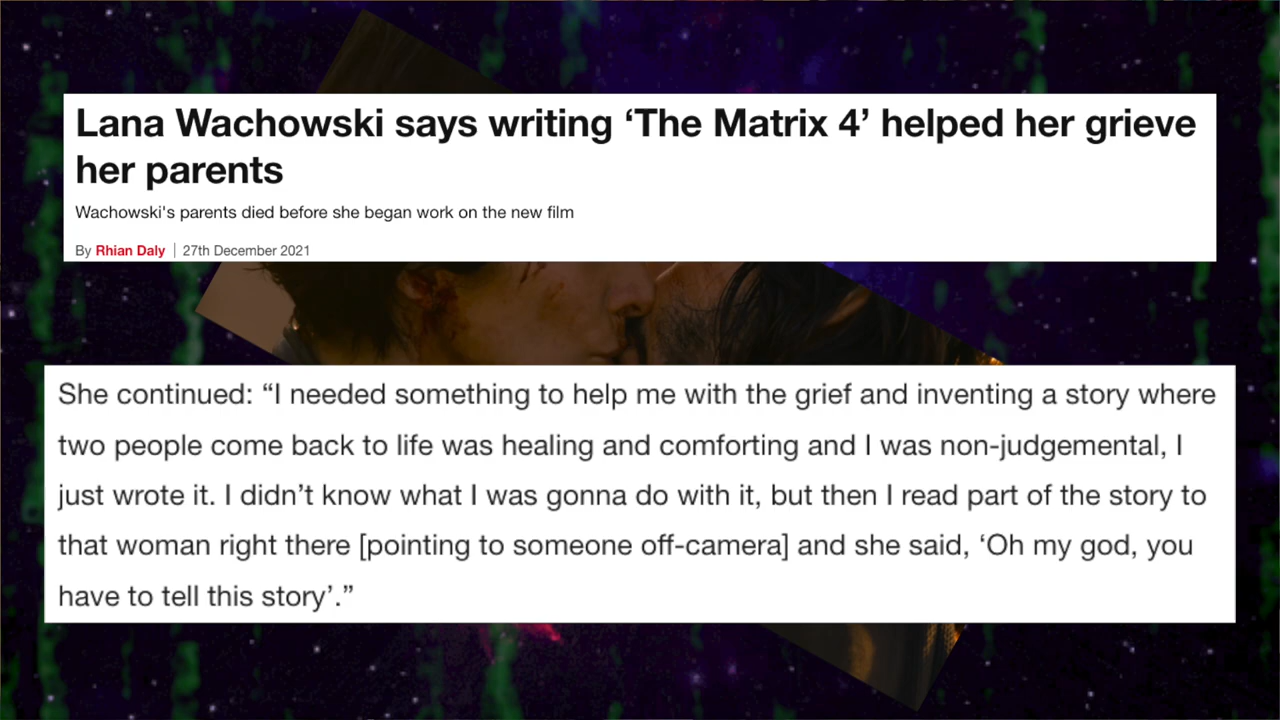 Lana Wachowski says writing ‘The Matrix 4’ helped her grieve
her parents
Wachowski's parents died before she began work on the new film
By Rhian Daly | 27th December 2021
She continued: “I needed something to help me with the grief and inventing a story where
two people come back to life was healing and comforting and I was non-judgemental, I
just wrote it. I didn’t know what I was gonna do with it, but then I read part of the story to
that woman right there [pointing to someone off-camera] and she said, ‘Oh my god, you
have to tell this story’.”